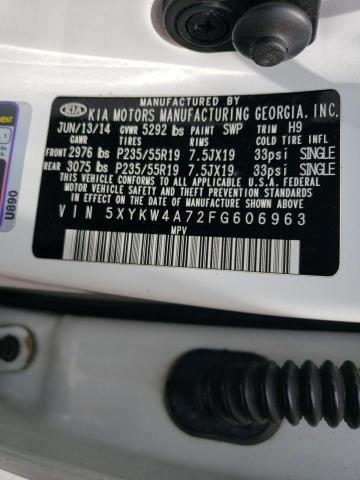 MANUFACTURED BY
KIA KIA MOTORS MANUFACTURING GEORGIA, INC.
JUN/13/14 GVWR 5292 lbs PAINT SWP TRIM H9
GAWR TIRES RIMS COLD TIRE INFL
FRONT 2976 lbs P235/55R19 7.5JX19 33psi SINGLE
REAR 3075 lbs P235/55R19 7.5JX19 33psi SINGLE
THIS VEHICLE CONFORMS TO ALL APPLICABLE U.S.A. FEDERAL
MOTOR VEHICLE SAFETY AND THEFT PREVENTION STANDARDS
IN EFFECT ON THE DATE OF MANUFACTURE SHOWN ABOVE.
VIN 5XYKW4A72FG606963
MPV
U890